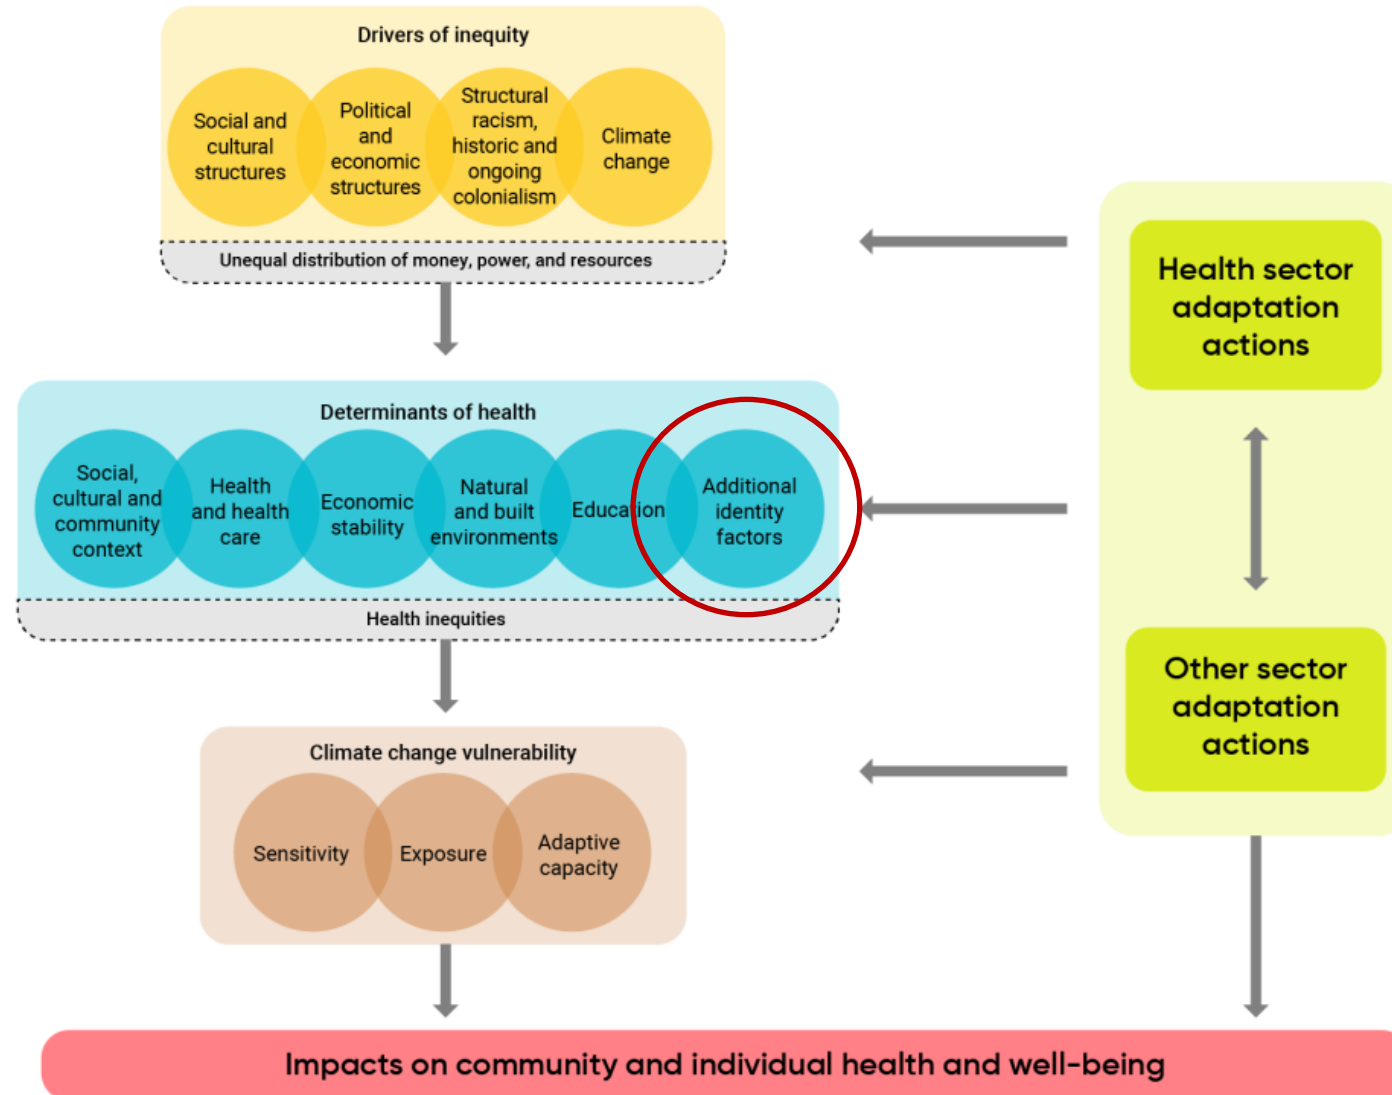 Drivers of inequity
Social and
cultural
structures
Political
and
economic
structures
Structural
racism,
historic and
ongoing
colonialism
Climate
change
Unequal distribution of money, power, and resources
Determinants of health
Social,
cultural and
community
context
Health
and health
care
Economic
stability
Natural
and built
environments
Education
Additional
identity
factors
Health inequities
Climate change vulnerability
Sensitivity
Exposure
Adaptive
capacity
Health sector
adaptation
actions
Other sector
adaptation
actions
Impacts on community and individual health and well-being